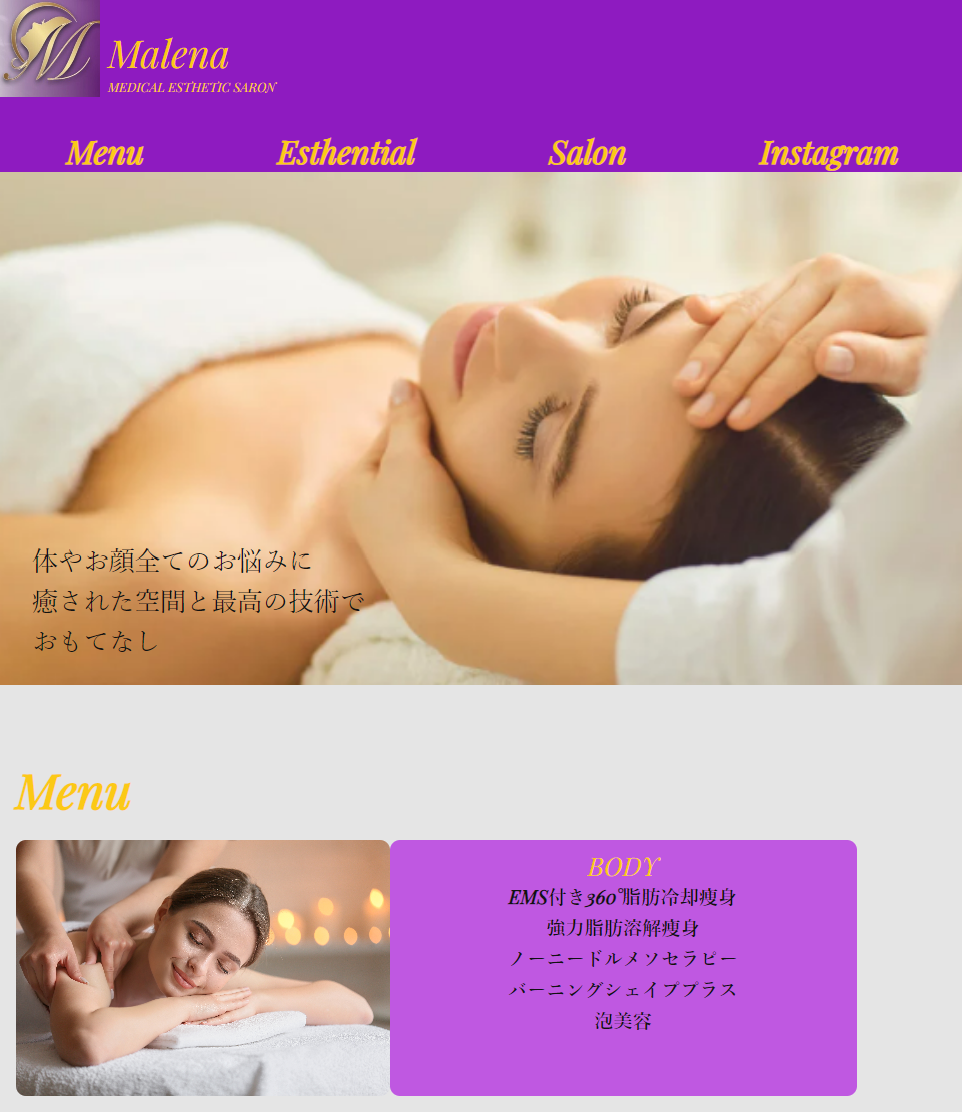 M
Malena
MEDICAL ESTHETIC SARON
Menu Esthential Salon Instagram
体やお顔全てのお悩みに
癒された空間と最高の技術で
おもてなし
Menu
BODY
EMS付き360°脂肪冷却痩身
強力脂肪溶解痩身
ノーニードルメソセラピー
バーニングシェイププラス
泡美容